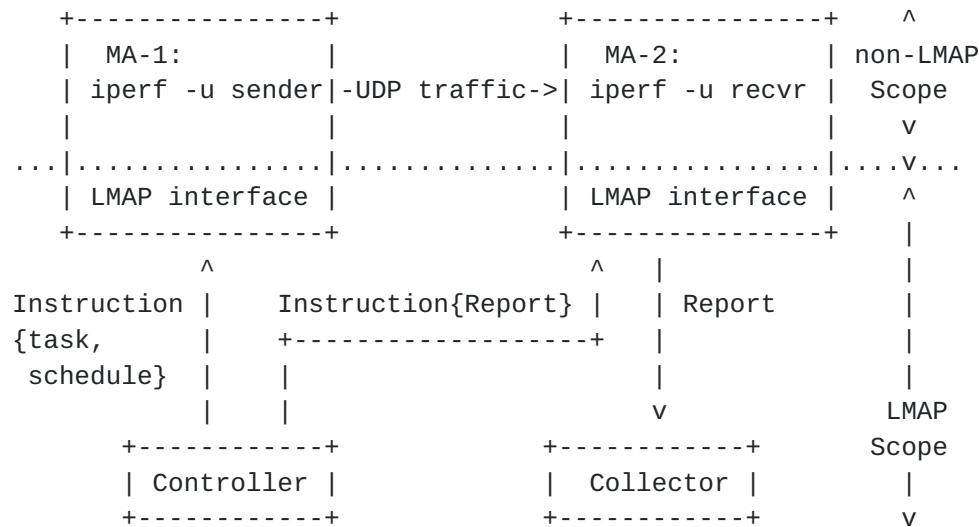 +----------------+               +----------------+    ^
|  MA-1:         |               |  MA-2:         | non-LMAP
| iperf -u sender|-UDP traffic->| iperf -u recvr |  Scope
|                |              |                |    v
...|................|..............|................|....v...
| LMAP interface |              | LMAP interface |    ^
+----------------+              +----------------+    |
^                        ^   |               |
Instruction |    Instruction{Report} |   | Report        |
{task,      |    +-------------------+   |               |
schedule}  |    |                       |               |
|    |                       v              LMAP
+------------+             +------------+       Scope
| Controller |             |  Collector |         |
+------------+             +------------+         v